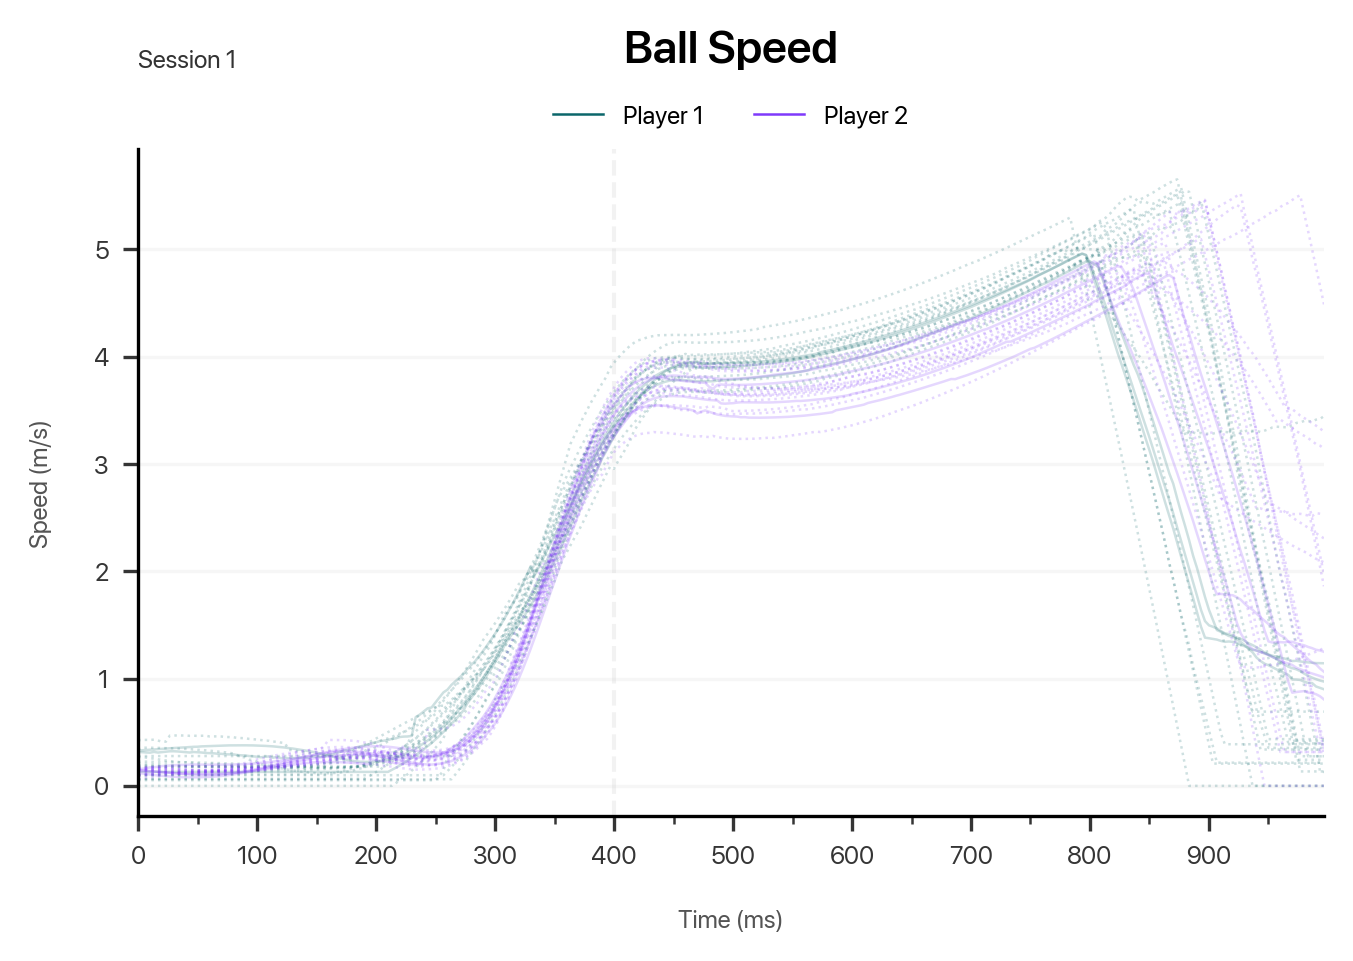 Session 1
Ball Speed
Player 1
Player 2
Speed (m/s)
5
4
3
2
1
0
0 100 200 300 400 500 600 700 800 900
Time (ms)